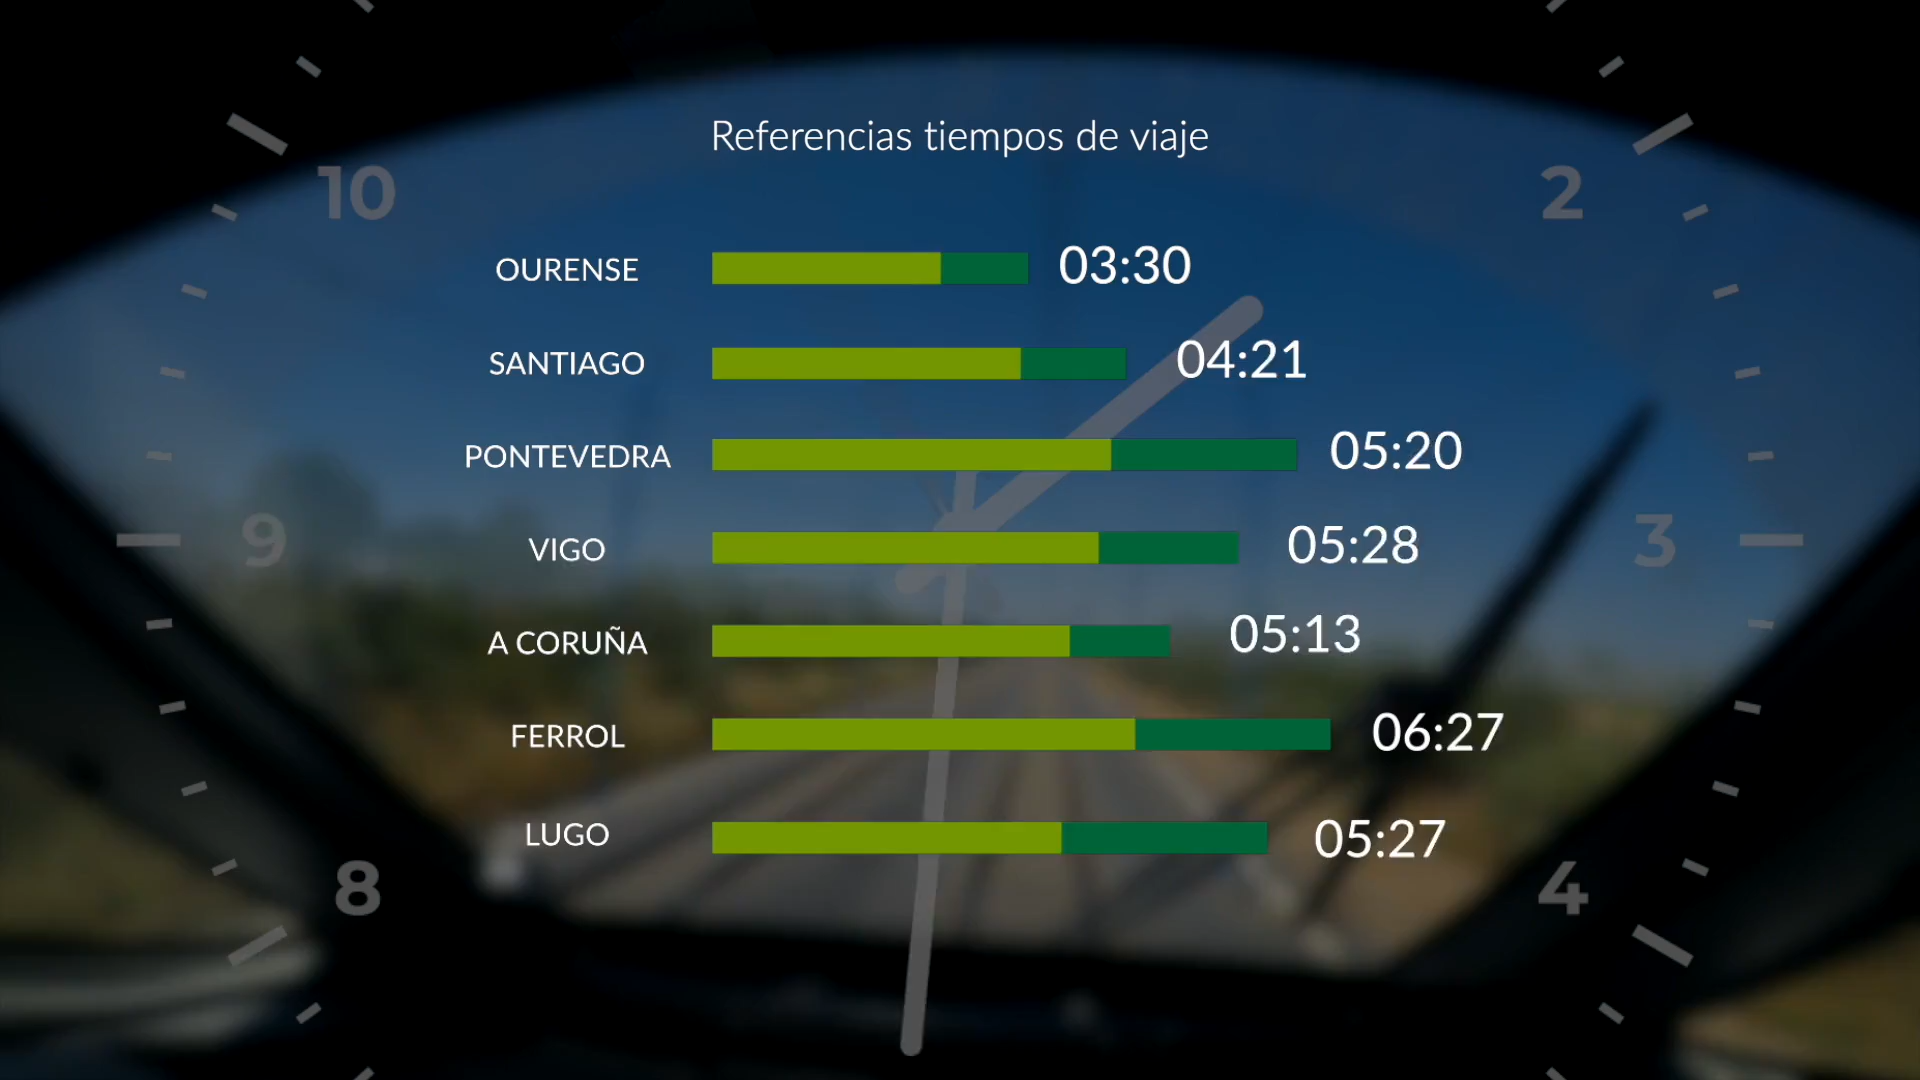 Referencias tiempos de viaje
10
2
OURENSE 03:30
SANTIAGO 04:21
PONTEVEDRA 05:20
9
VIGO 05:28
3
A CORUÑA 05:13
FERROL 06:27
LUGO 05:27
8
4